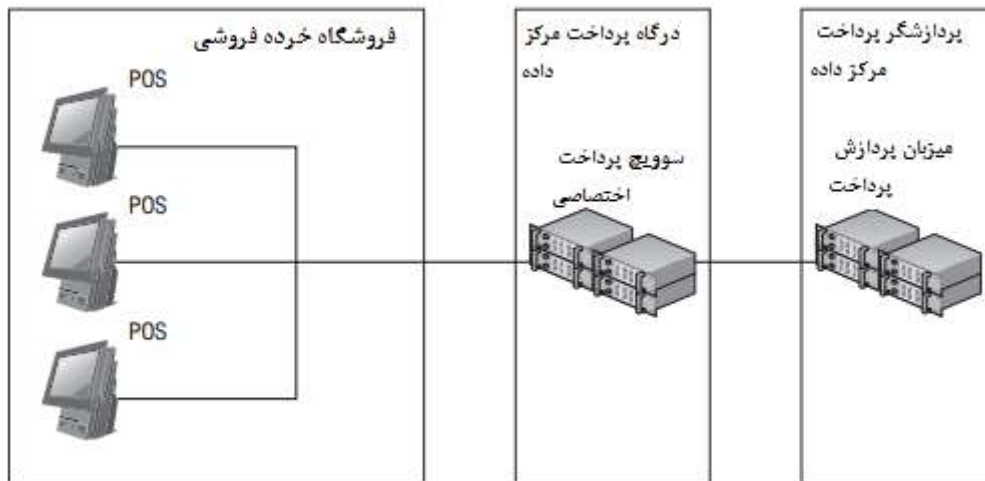 فروشگاه خرده فروشی
POS
POS
POS
درگاه پرداخت مرکز
داده
سوویچ پرداخت
اختصاصی
پردازشگر پرداخت
مرکز داده
میزبان پردازش
پرداخت